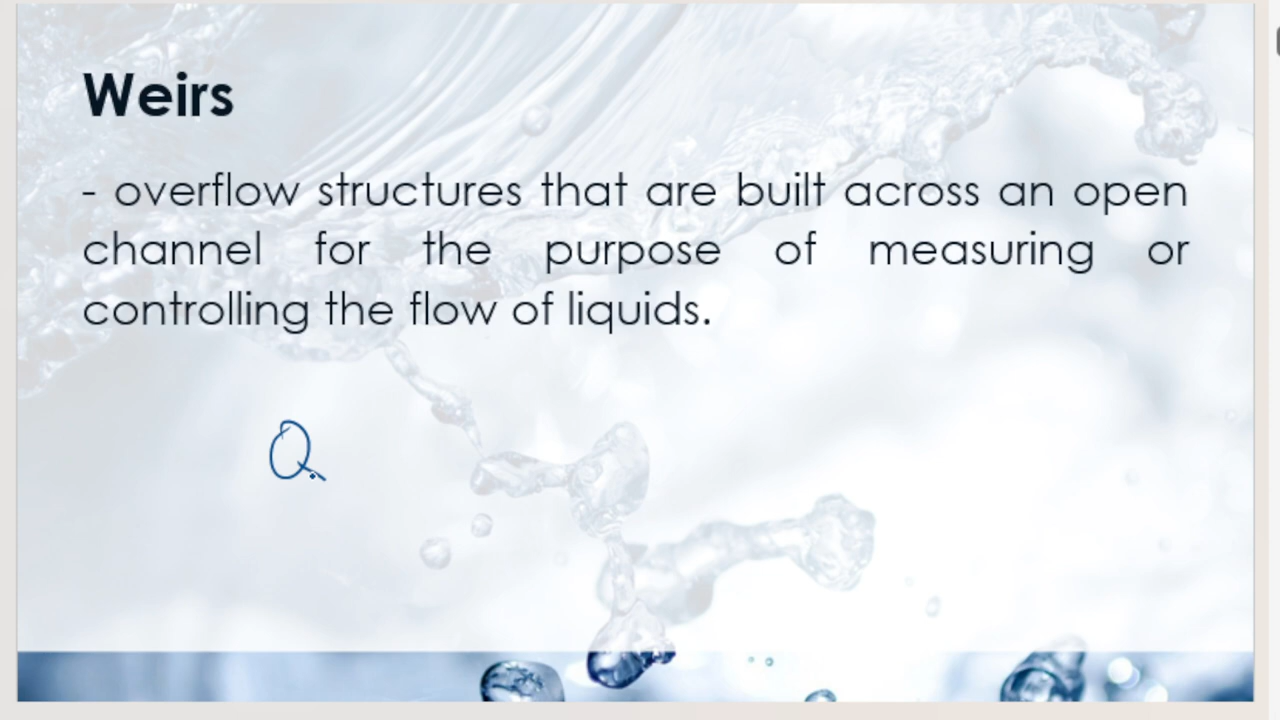 Weirs
- overflow structures that are built across an open
channel for the purpose of measuring or
controlling the flow of liquids.
Q